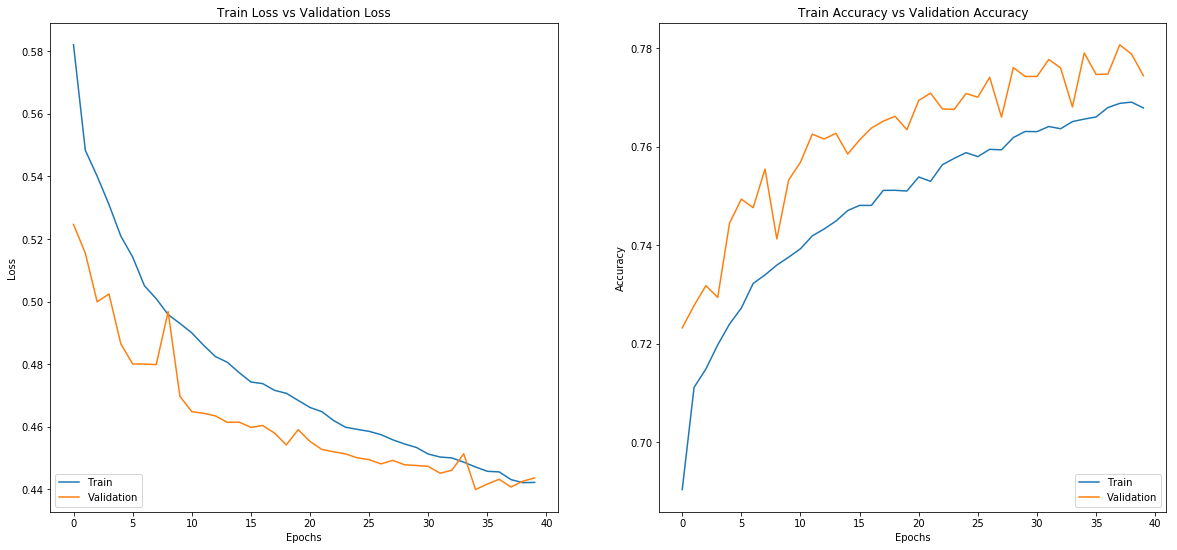 Train Loss vs Validation Loss
0.58
0.56
0.54
0.52
0.50
0.48
0.46
0.44
Loss
0 5 10 15 20 25 30 35 40
Epochs
Train
Validation
Train Accuracy vs Validation Accuracy
0.78
0.76
0.74
0.72
0.70
Accuracy
0 5 10 15 20 25 30 35 40
Epochs
Train
Validation